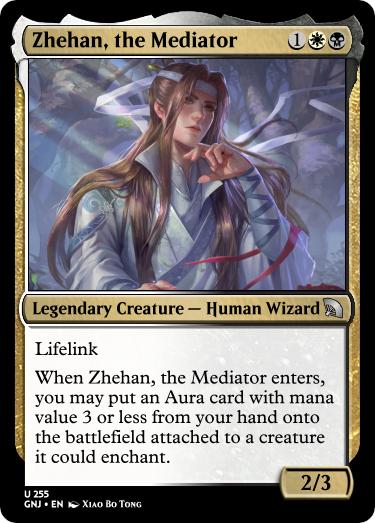 Zhehan, the Mediator 1
Legendary Creature — Human Wizard
Lifelink
When Zhehan, the Mediator enters,
you may put an Aura card with mana
value 3 or less from your hand onto
the battlefield attached to a creature
it could enchant.
2/3
U 255
GNJ • EN Xiao Bo Tong